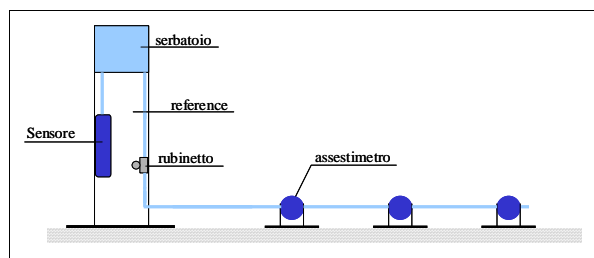 serbatoio
reference
Sensore
rubinetto
assestimetro